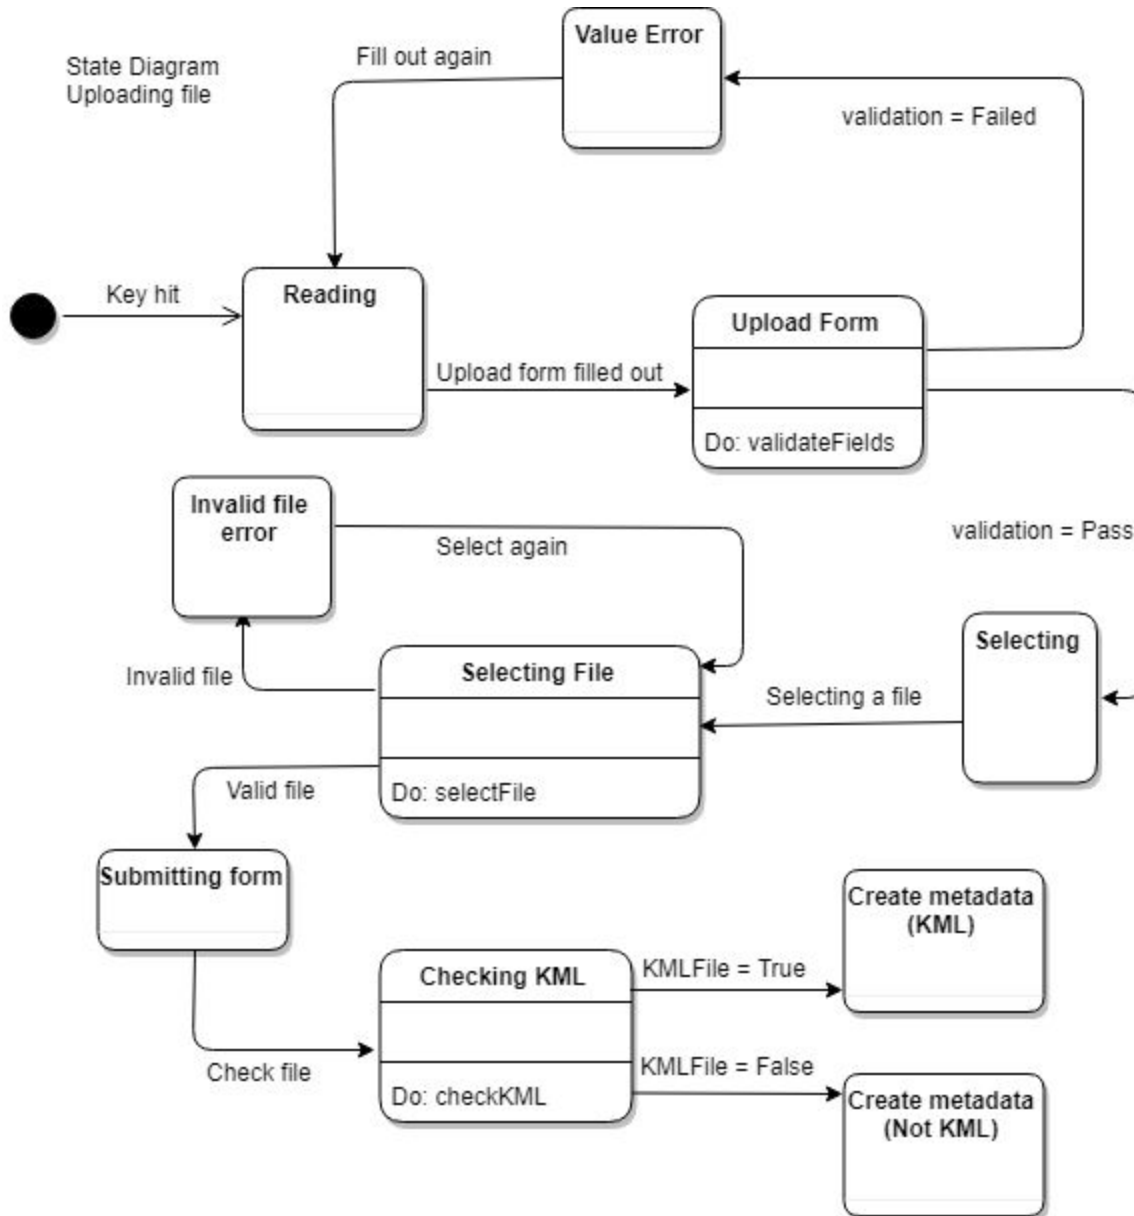 State Diagram
Uploading file
Fill out again
Value Error
validation = Failed
Key hit
Reading
Upload form filled out
Upload Form
Do: validateFields
Invalid file
error
Select again
validation = Pass
Invalid file
Selecting File
Do: selectFile
Selecting a file
Selecting
Valid file
Submitting form
Check file
Checking KML
Do: checkKML
KMLFile = True
KMLFile = False
Create metadata
(KML)
Create metadata
(Not KML)